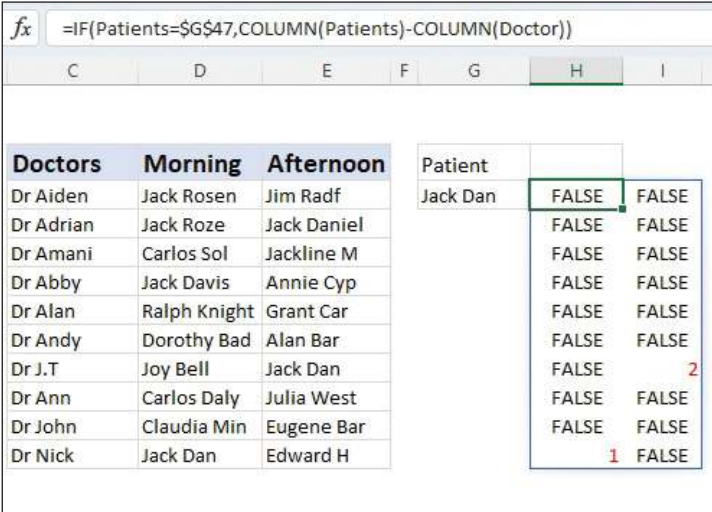 fx =IF(Patients=$G$47,COLUMN(Patients)-COLUMN(Doctor))
C D E F G H I
Doctors Morning Afternoon Patient
Dr Aiden Jack Rosen Jim Radf Jack Dan FALSE FALSE
Dr Adrian Jack Roze Jack Daniel FALSE FALSE
Dr Amani Carlos Sol Jackline M FALSE FALSE
Dr Abby Jack Davis Annie Cyp FALSE FALSE
Dr Alan Ralph Knight Grant Car FALSE FALSE
Dr Andy Dorothy Bad Alan Bar FALSE FALSE
Dr J.T Joy Bell Jack Dan FALSE 2
Dr Ann Carlos Daly Julia West FALSE FALSE
Dr John Claudia Min Eugene Bar FALSE FALSE
Dr Nick Jack Dan Edward H 1 FALSE